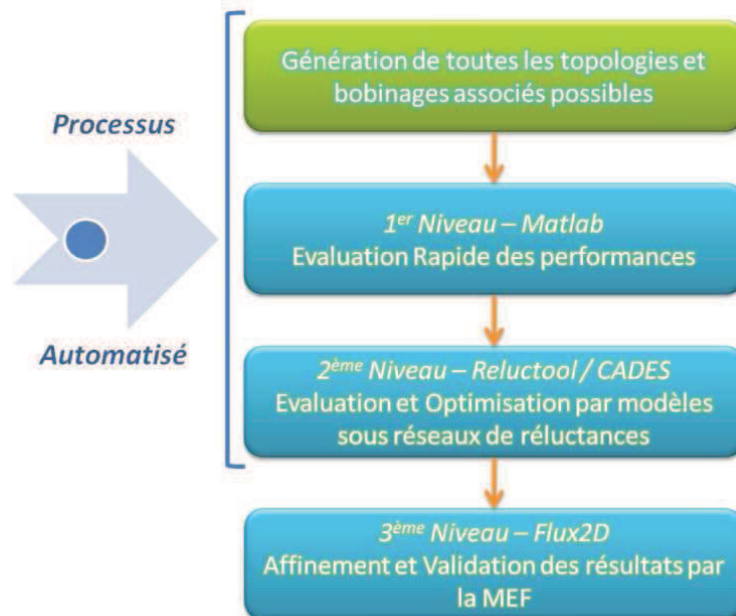 Processus
Automatisé
Génération de toutes les topologies et
bobinages associés possibles
1er Niveau – Matlab
Evaluation Rapide des performances
2ème Niveau – Reluctool / CADES
Evaluation et Optimisation par modèles
sous réseaux de réluctances
3ème Niveau – Flux2D
Affinement et Validation des résultats par
la MEF